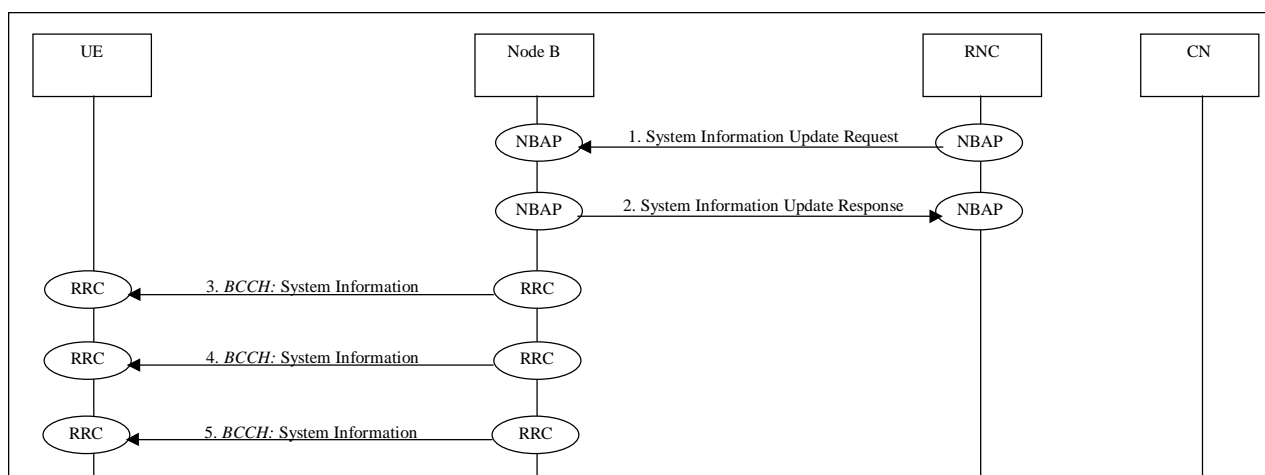 UE
Node B
RNC
CN
NBAP
1. System Information Update Request
NBAP
NBAP
2. System Information Update Response
NBAP
RRC
3. BCCH: System Information
RRC
RRC
4. BCCH: System Information
RRC
RRC
5. BCCH: System Information
RRC